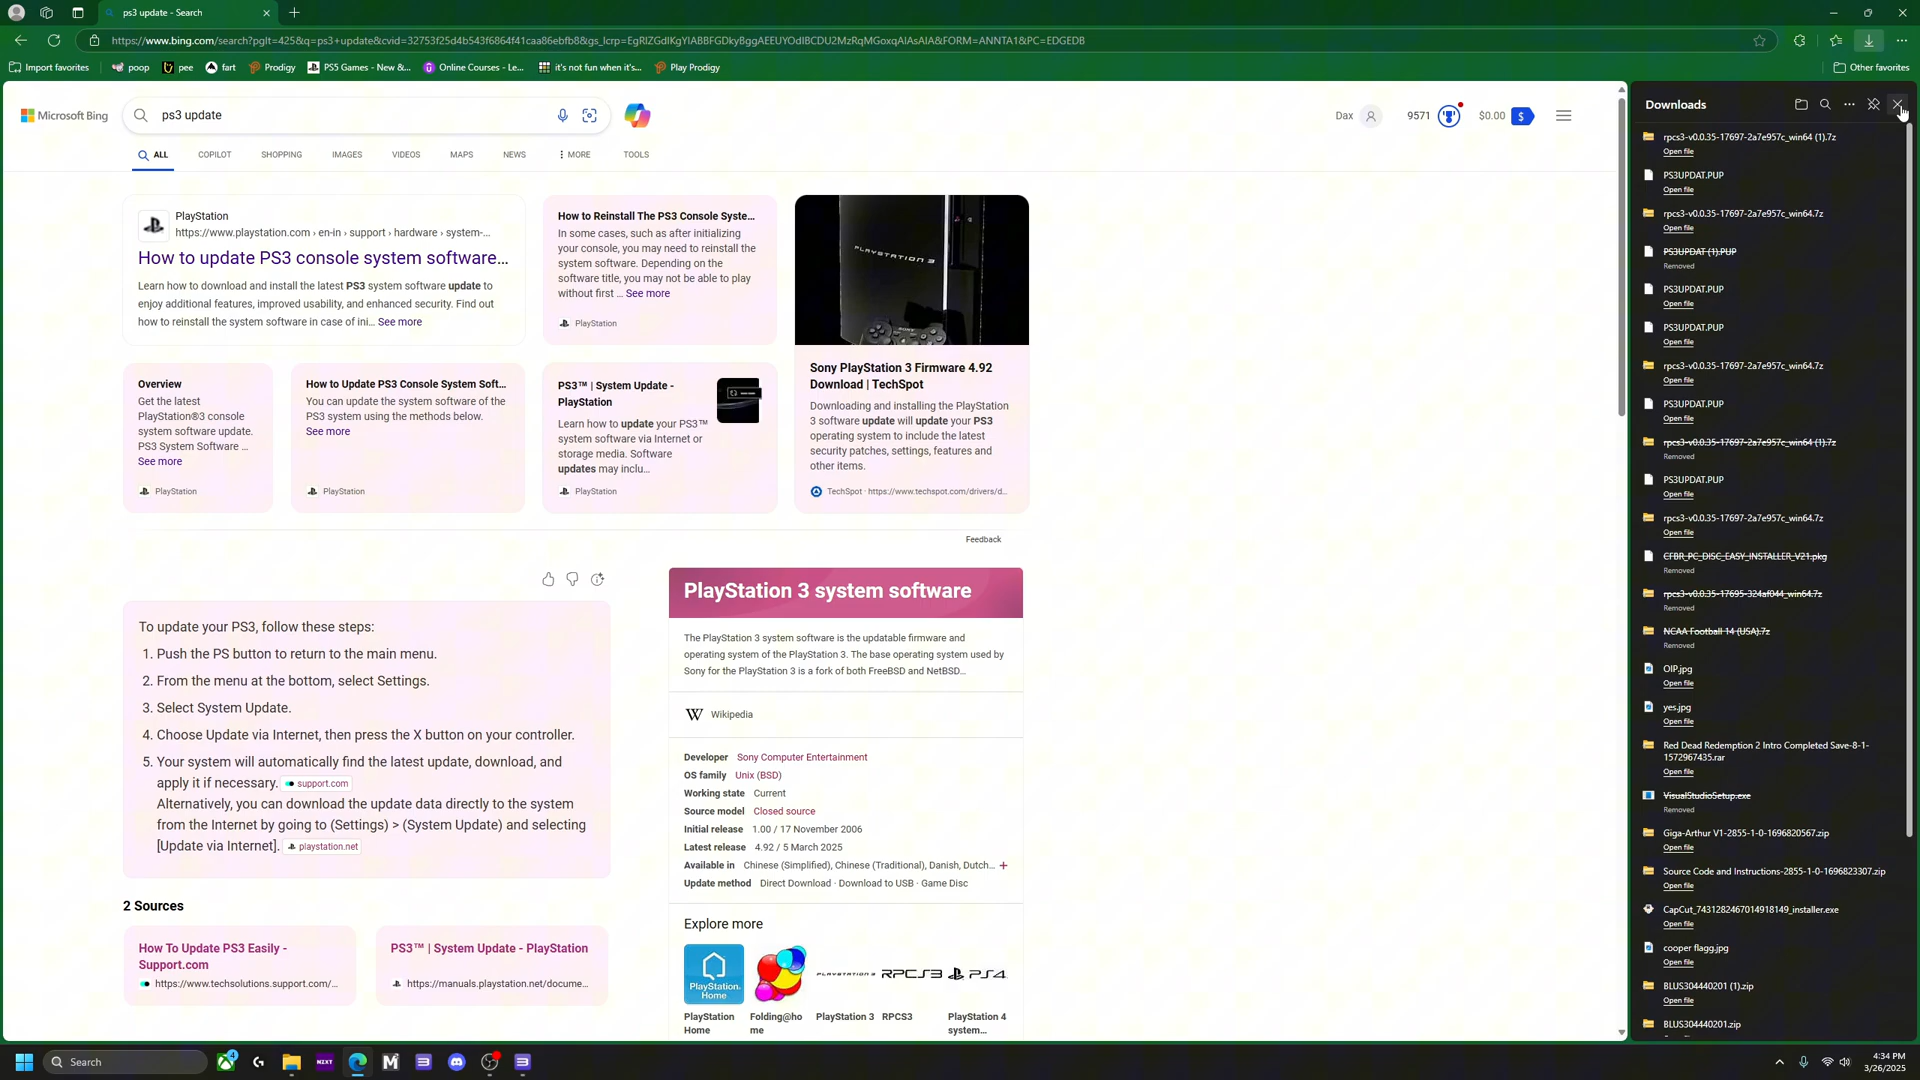 ps3 update - Search
https://www.bing.com/search?pglt=425&q=ps3+update&cvid=32753f25d4b543f6864f41caa86ebfb8&gs_lcrp=EgRlZGdlKgYIABBFGDkyBggAEEUYOdIBCDU2MzRqMGoxqAIAsAIA&FORM=ANNTA1&PC=EDGEDB
Import favorites
poop
pee
fart
Prodigy
PS5 Games - New &...
Online Courses - Le...
it's not fun when it's...
Play Prodigy
Other favorites
Microsoft Bing
ps3 update
Dax
9571
$0.00
$
ALL
COPILOT
SHOPPING
IMAGES
VIDEOS
MAPS
NEWS
MORE
TOOLS
PlayStation
https://www.playstation.com › en-in › support › hardware › system-...
How to update PS3 console system software...
Learn how to download and install the latest PS3 system software update to
enjoy additional features, improved usability, and enhanced security. Find out
how to reinstall the system software in case of ini... See more
How to Reinstall The PS3 Console Syste...
In some cases, such as after initializing
your console, you may need to reinstall the
system software. Depending on the
software title, you may not be able to play
without first ... See more
PlayStation
PLAYSTATION 3
Sony PlayStation 3 Firmware 4.92
Download | TechSpot
Downloading and installing the PlayStation
3 software update will update your PS3
operating system to include the latest
security patches, settings, features and
other items.
TechSpot · https://www.techspot.com/drivers/d...
Overview
Get the latest
PlayStation®3 console
system software update.
PS3 System Software ...
See more
PlayStation
How to Update PS3 Console System Soft...
You can update the system software of the
PS3 system using the methods below.
See more
PlayStation
PS3™ | System Update -
PlayStation
Learn how to update your PS3™
system software via Internet or
storage media. Software
updates may inclu...
PlayStation
Feedback
To update your PS3, follow these steps:
1. Push the PS button to return to the main menu.
2. From the menu at the bottom, select Settings.
3. Select System Update.
4. Choose Update via Internet, then press the X button on your controller.
5. Your system will automatically find the latest update, download, and
apply it if necessary. support.com
Alternatively, you can download the update data directly to the system
from the Internet by going to (Settings) > (System Update) and selecting
[Update via Internet]. playstation.net
2 Sources
How To Update PS3 Easily -
Support.com
https://www.techsolutions.support.com/...
PS3™ | System Update - PlayStation
https://manuals.playstation.net/docume...
PlayStation 3 system software
The PlayStation 3 system software is the updatable firmware and
operating system of the PlayStation 3. The base operating system used by
Sony for the PlayStation 3 is a fork of both FreeBSD and NetBSD...
W Wikipedia
Developer Sony Computer Entertainment
OS family Unix (BSD)
Working state Current
Source model Closed source
Initial release 1.00 / 17 November 2006
Latest release 4.92 / 5 March 2025
Available in Chinese (Simplified), Chinese (Traditional), Danish, Dutch... +
Update method Direct Download · Download to USB · Game Disc
Explore more
PlayStation.
Home
PLAYSTATION 3
RPCS3
PS4
PlayStation
Home
Folding@ho
me
PlayStation 3
RPCS3
PlayStation 4
system...
Downloads
rpcs3-v0.0.35-17697-2a7e957c_win64 (1).7z
Open file
PS3UPDAT.PUP
Open file
rpcs3-v0.0.35-17697-2a7e957c_win64.7z
Open file
PS3UPDAT (1).PUP
Removed
PS3UPDAT.PUP
Open file
PS3UPDAT.PUP
Open file
rpcs3-v0.0.35-17697-2a7e957c_win64.7z
Open file
PS3UPDAT.PUP
Open file
rpcs3-v0.0.35-17697-2a7e957c_win64 (1).7z
Removed
PS3UPDAT.PUP
Open file
rpcs3-v0.0.35-17697-2a7e957c_win64.7z
Open file
CFBR_PC_DISC_EASY_INSTALLER_V21.pkg
Removed
rpcs3-v0.0.35-17695-324af044_win64.7z
Removed
NCAA Football 14 (USA).7z
Removed
OIP.jpg
Open file
yes.jpg
Open file
Red Dead Redemption 2 Intro Completed Save-8-1-
1572967435.rar
Open file
VisualStudioSetup.exe
Removed
Giga-Arthur V1-2855-1-0-1696820567.zip
Open file
Source Code and Instructions-2855-1-0-1696823307.zip
Open file
CapCut_7431282467014918149_installer.exe
Open file
cooper flagg.jpg
Open file
BLUS304440201 (1).zip
Open file
BLUS304440201.zip
Search
4
NZXT
4:34 PM
3/26/2025